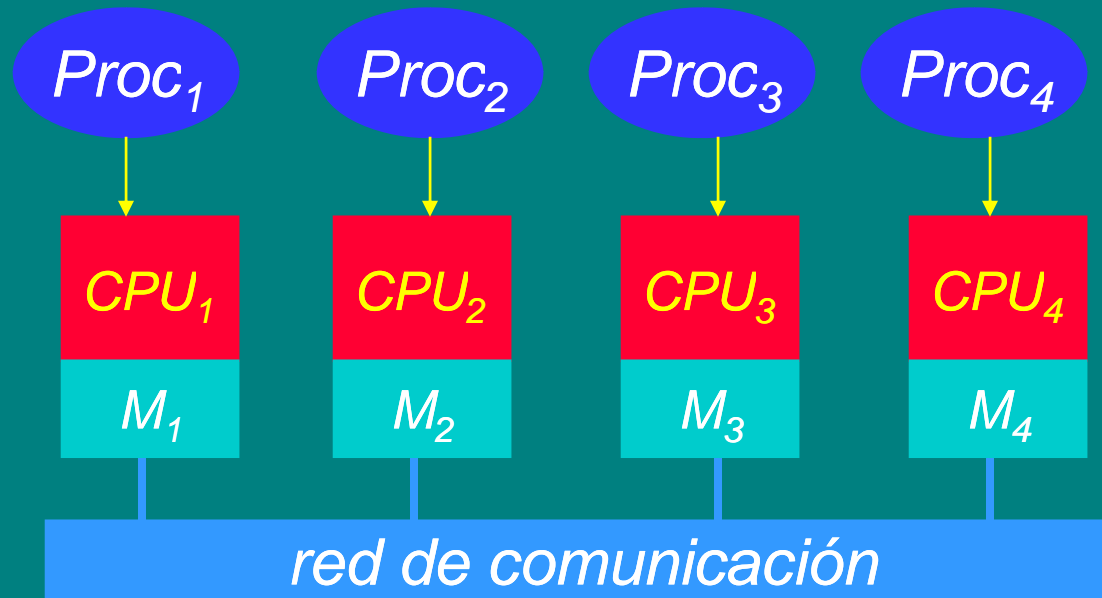 Proc1 Proc2 Proc3 Proc4
CPU1 CPU2 CPU3 CPU4
M1 M2 M3 M4
red de comunicación